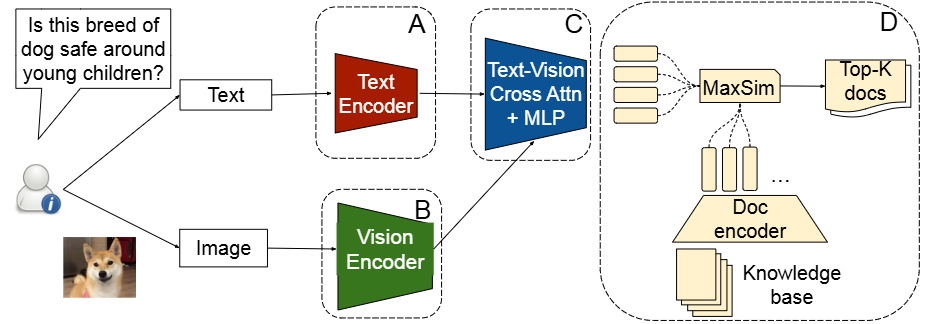 Is this breed of
dog safe around
young children?
Text
Image
A
Text
Encoder
B
Vision
Encoder
C
Text-Vision
Cross Attn
+ MLP
D
MaxSim
Top-K
docs
...
Doc
encoder
Knowledge
base
i